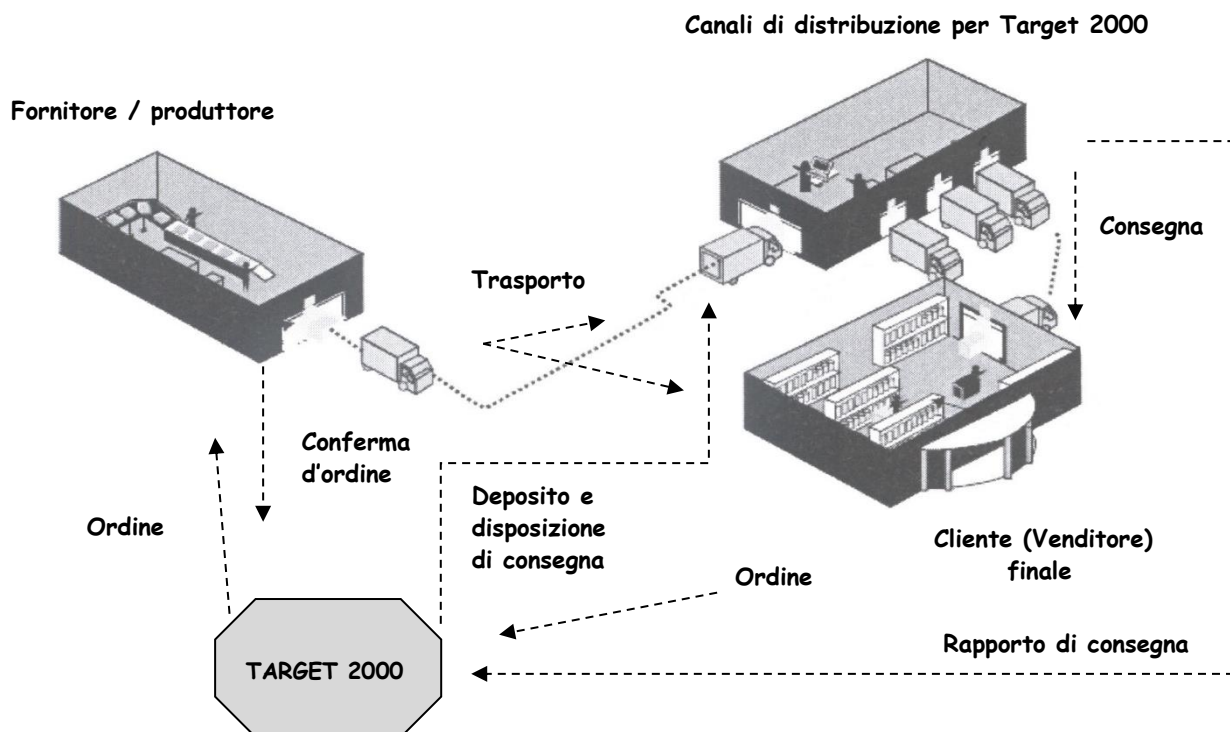 Canali di distribuzione per Target 2000
Fornitore / produttore
Consegna
Trasporto
Conferma
d'ordine
Ordine
Deposito e
disposizione
di consegna
Ordine
Cliente (Venditore)
finale
Rapporto di consegna
TARGET 2000